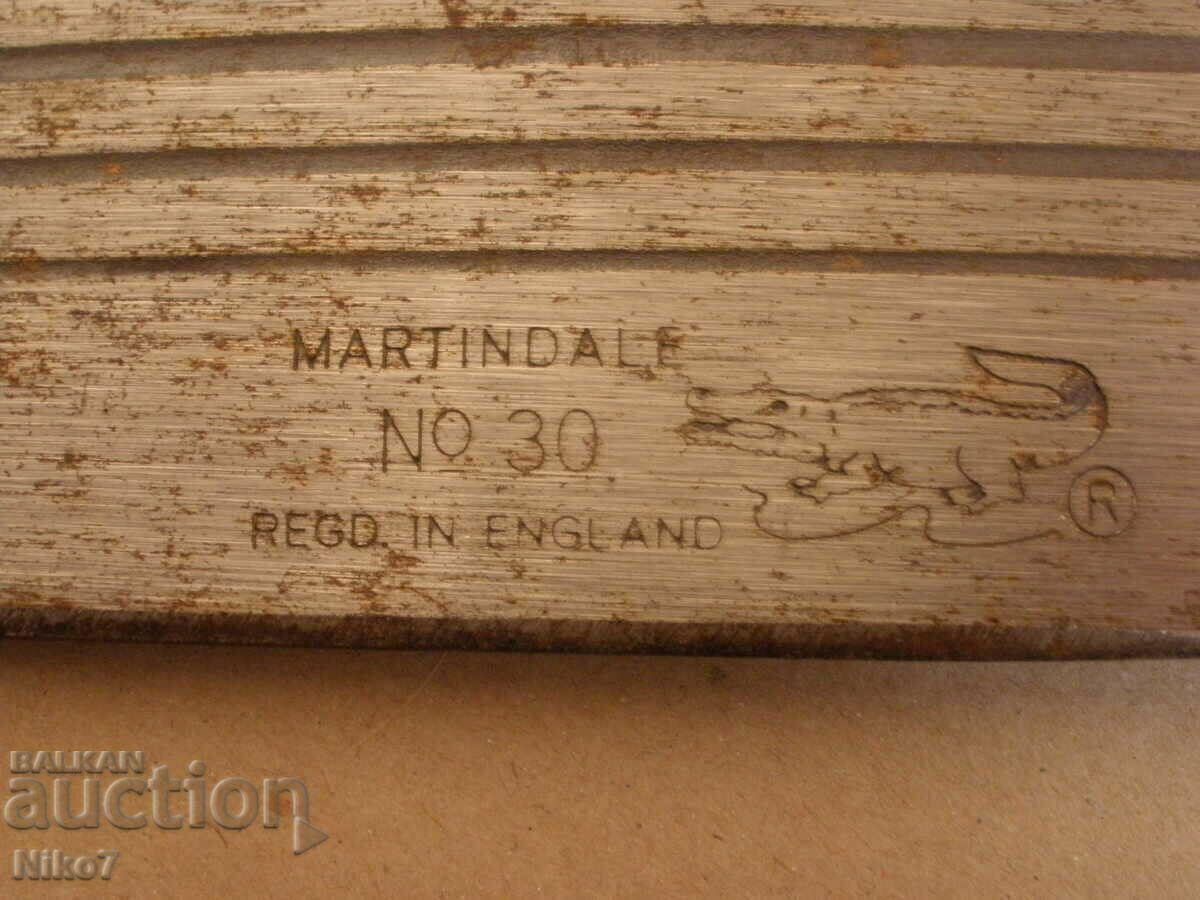 MARTINDALE
Nº 30
REGD. IN ENGLAND
®
BALKAN
auction
Niko7